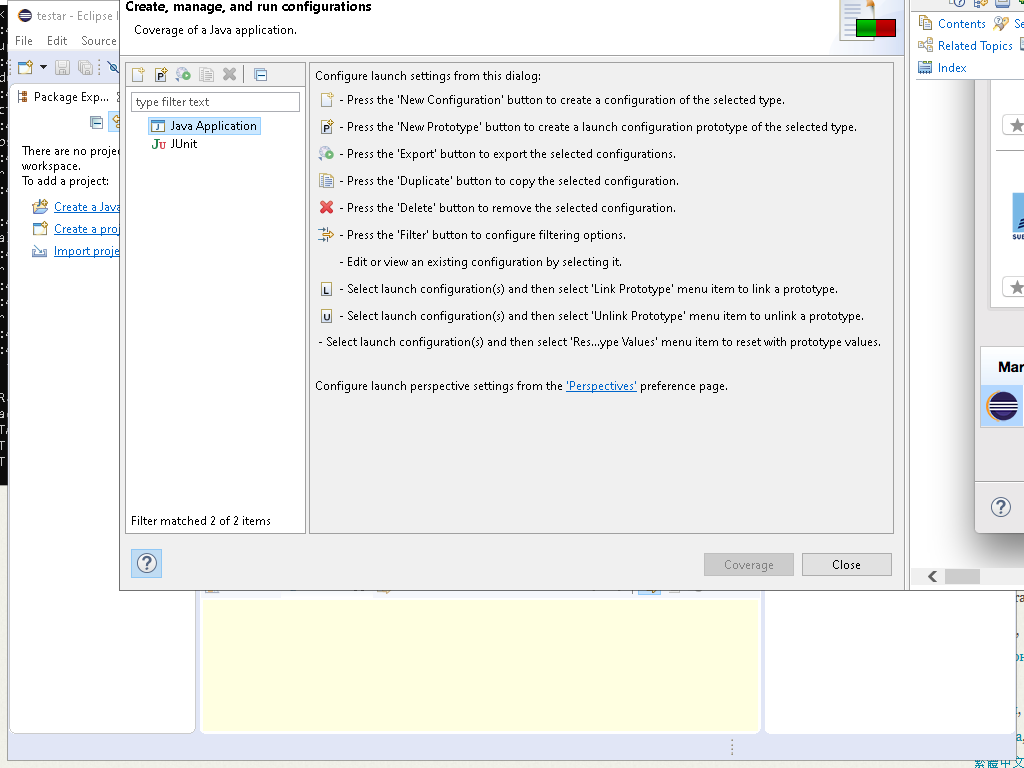 testar - Eclipse
File Edit Source
Package Exp...
There are no
workspace.
To add a project:
Create a Java
Create a
Import
Create, manage, and run configurations
Coverage of a Java application.
type filter text
Java Application
JUnit
Filter matched 2 of 2 items
Configure launch settings from this dialog:
- Press the 'New Configuration' button to create a configuration of the selected type.
- Press the 'New Prototype' button to create a launch configuration prototype of the selected type.
- Press the 'Export' button to export the selected configurations.
- Press the 'Duplicate' button to copy the selected configuration.
- Press the 'Delete' button to remove the selected configuration.
- Press the 'Filter' button to configure filtering options.
- Edit or view an existing configuration by selecting it.
- Select launch configuration(s) and then select 'Link Prototype' menu item to link a prototype.
- Select launch configuration(s) and then select 'Unlink Prototype' menu item to unlink a prototype.
- Select launch configuration(s) and then select 'Res...ype Values' menu item to reset with prototype values.
Configure launch perspective settings from the 'Perspectives' preference page.
Coverage Close
Contents
Related Topics
Index
繁體中文